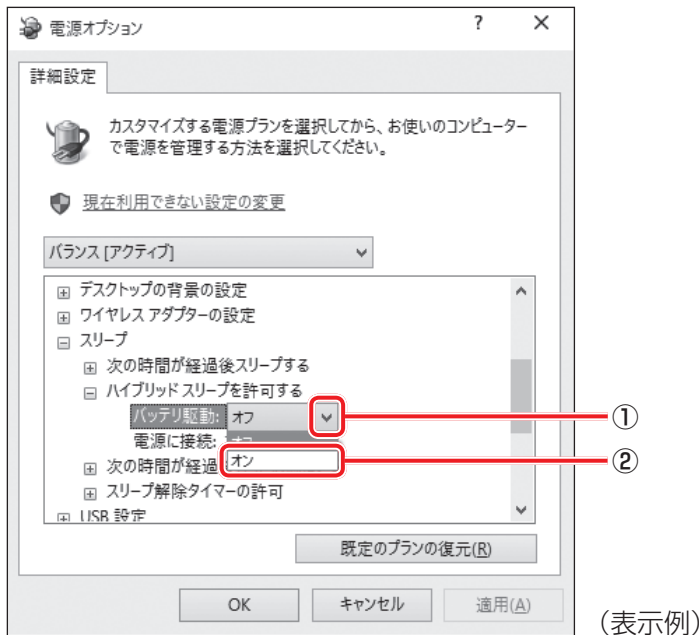 電源オプション
?
詳細設定
カスタマイズする電源プランを選択してから、お使いのコンピューター
で電源を管理する方法を選択してください。
現在利用できない設定の変更
バランス [アクティブ]
デスクトップの背景の設定
ワイヤレス アダプターの設定
スリープ
次の時間が経過後スリープする
ハイブリッド スリープを許可する
バッテリ駆動: オフ
①
電源に接続: オフ
次の時間が経過 オン
②
スリープ解除タイマーの許可
USB 設定
既定のプランの復元(R)
OK キャンセル 適用(A)
(表示例)